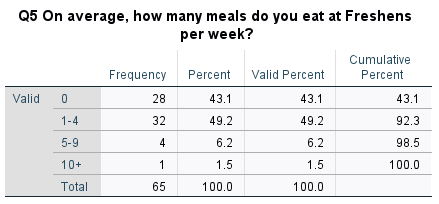 Q5 On average, how many meals do you eat at Freshens
per week?
Cumulative
Frequency Percent Valid Percent Percent
Valid 0 28 43.1 43.1 43.1
1-4 32 49.2 49.2 92.3
5-9 4 6.2 6.2 98.5
10+ 1 1.5 1.5 100.0
Total 65 100.0 100.0